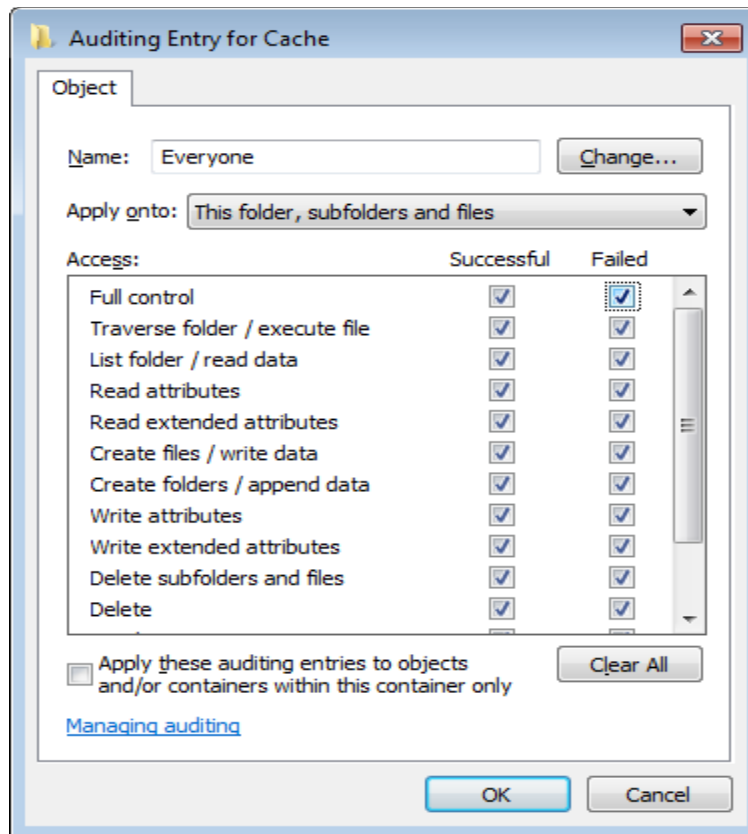 Auditing Entry for Cache
Object
Name: Everyone Change...
Apply onto: This folder, subfolders and files
Access: Successful Failed
Full control
Traverse folder / execute file
List folder / read data
Read attributes
Read extended attributes
Create files / write data
Create folders / append data
Write attributes
Write extended attributes
Delete subfolders and files
Delete
Apply these auditing entries to objects
and/or containers within this container only
Clear All
Managing auditing
OK Cancel